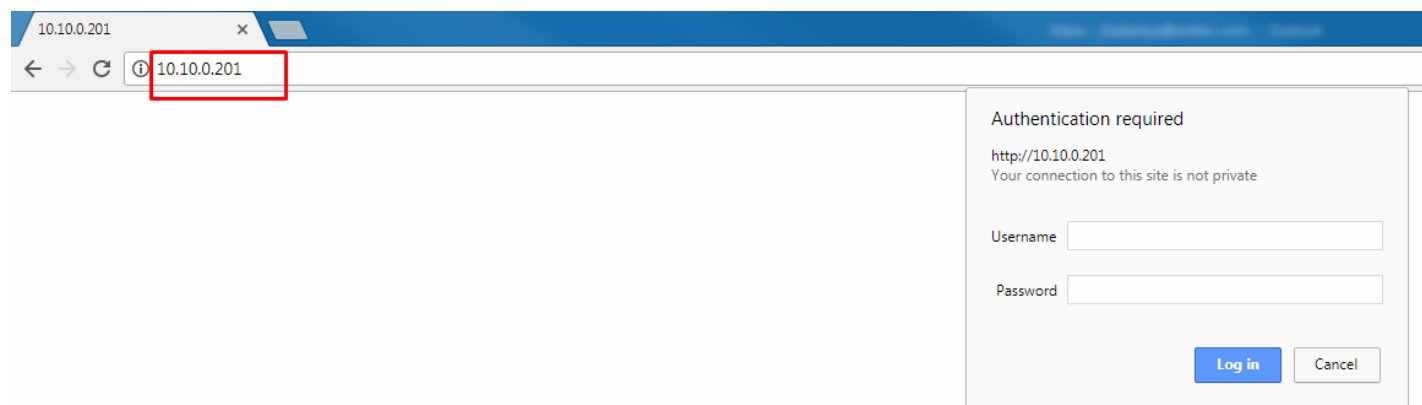 10.10.0.201
10.10.0.201
Authentication required
http://10.10.0.201
Your connection to this site is not private
Username
Password
Log in Cancel